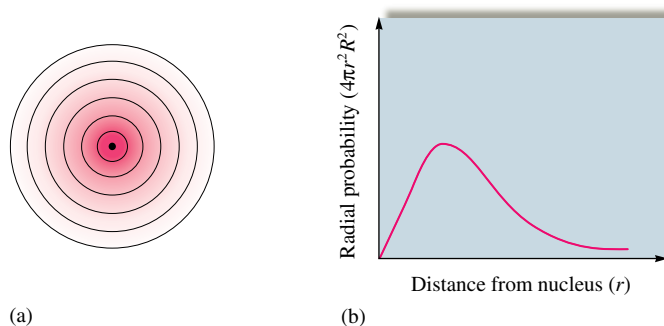 Radial probability (4πr²R²)
Distance from nucleus (r)
(a)
(b)